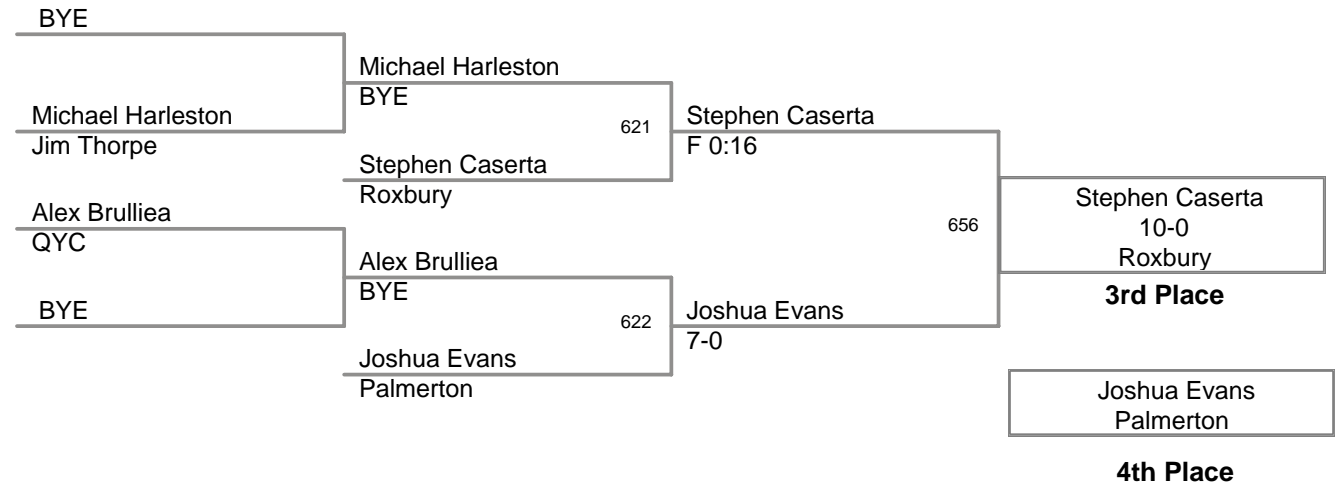 BYE
Michael Harleston
Jim Thorpe
Alex Brulliea
QYC
BYE
Michael Harleston
BYE
621
Stephen Caserta
Roxbury
Alex Brulliea
BYE
622
Joshua Evans
Palmerton
Stephen Caserta
F 0:16
656
Joshua Evans
7-0
Stephen Caserta
10-0
Roxbury
3rd Place
Joshua Evans
Palmerton
4th Place